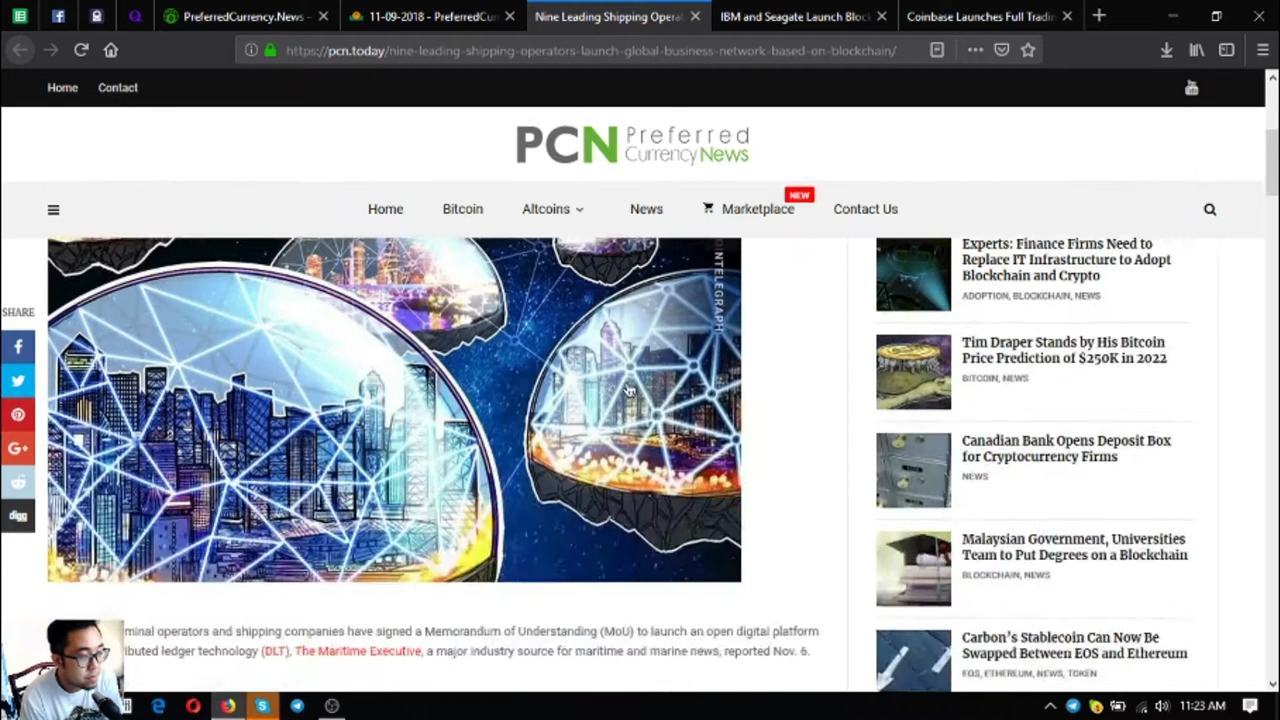 PreferredCurrency.News -
11-09-2018 - PreferredCur
Nine Leading Shipping Opera
IBM and Seagate Launch Bloc
Coinbase Launches Full Tradin
https://pcn.today/nine-leading-shipping-operators-launch-global-business-network-based-on-blockchain/
Home
Contact
PCN Preferred
CurrencyNews
NEW
Home
Bitcoin
Altcoins
News
Marketplace
Contact Us
OINTELEGRAPH
SHARE
digg
minal operators and shipping companies have signed a Memorandum of Understanding (MoU) to launch an open digital platform
ibuted ledger technology (DLT), The Maritime Executive, a major industry source for maritime and marine news, reported Nov. 6.
Experts: Finance Firms Need to
Replace IT Infrastructure to Adopt
Blockchain and Crypto
ADOPTION, BLOCKCHAIN, NEWS
Tim Draper Stands by His Bitcoin
Price Prediction of $250K in 2022
BITCOIN, NEWS
Canadian Bank Opens Deposit Box
for Cryptocurrency Firms
NEWS
Malaysian Government, Universities
Team to Put Degrees on a Blockchain
BLOCKCHAIN, NEWS
Carbon's Stablecoin Can Now Be
Swapped Between EOS and Ethereum
EOS, ETHEREUM, NEWS, TOKEN
11:23 AM